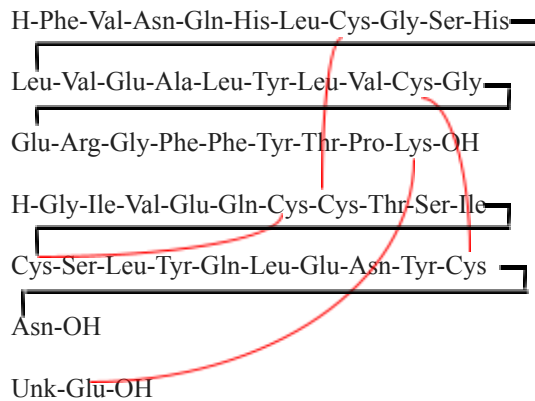 H-Phe-Val-Asn-Gln-His-Leu-Cys-Gly-Ser-His
Leu-Val-Glu-Ala-Leu-Tyr-Leu-Val-Cys-Gly
Glu-Arg-Gly-Phe-Phe-Tyr-Thr-Pro-Lys-OH
H-Gly-Ile-Val-Glu-Gln-Cys-Cys-Thr-Ser-Ile
Cys-Ser-Leu-Tyr-Gln-Leu-Glu-Asn-Tyr-Cys
Asn-OH
Unk-Glu-OH